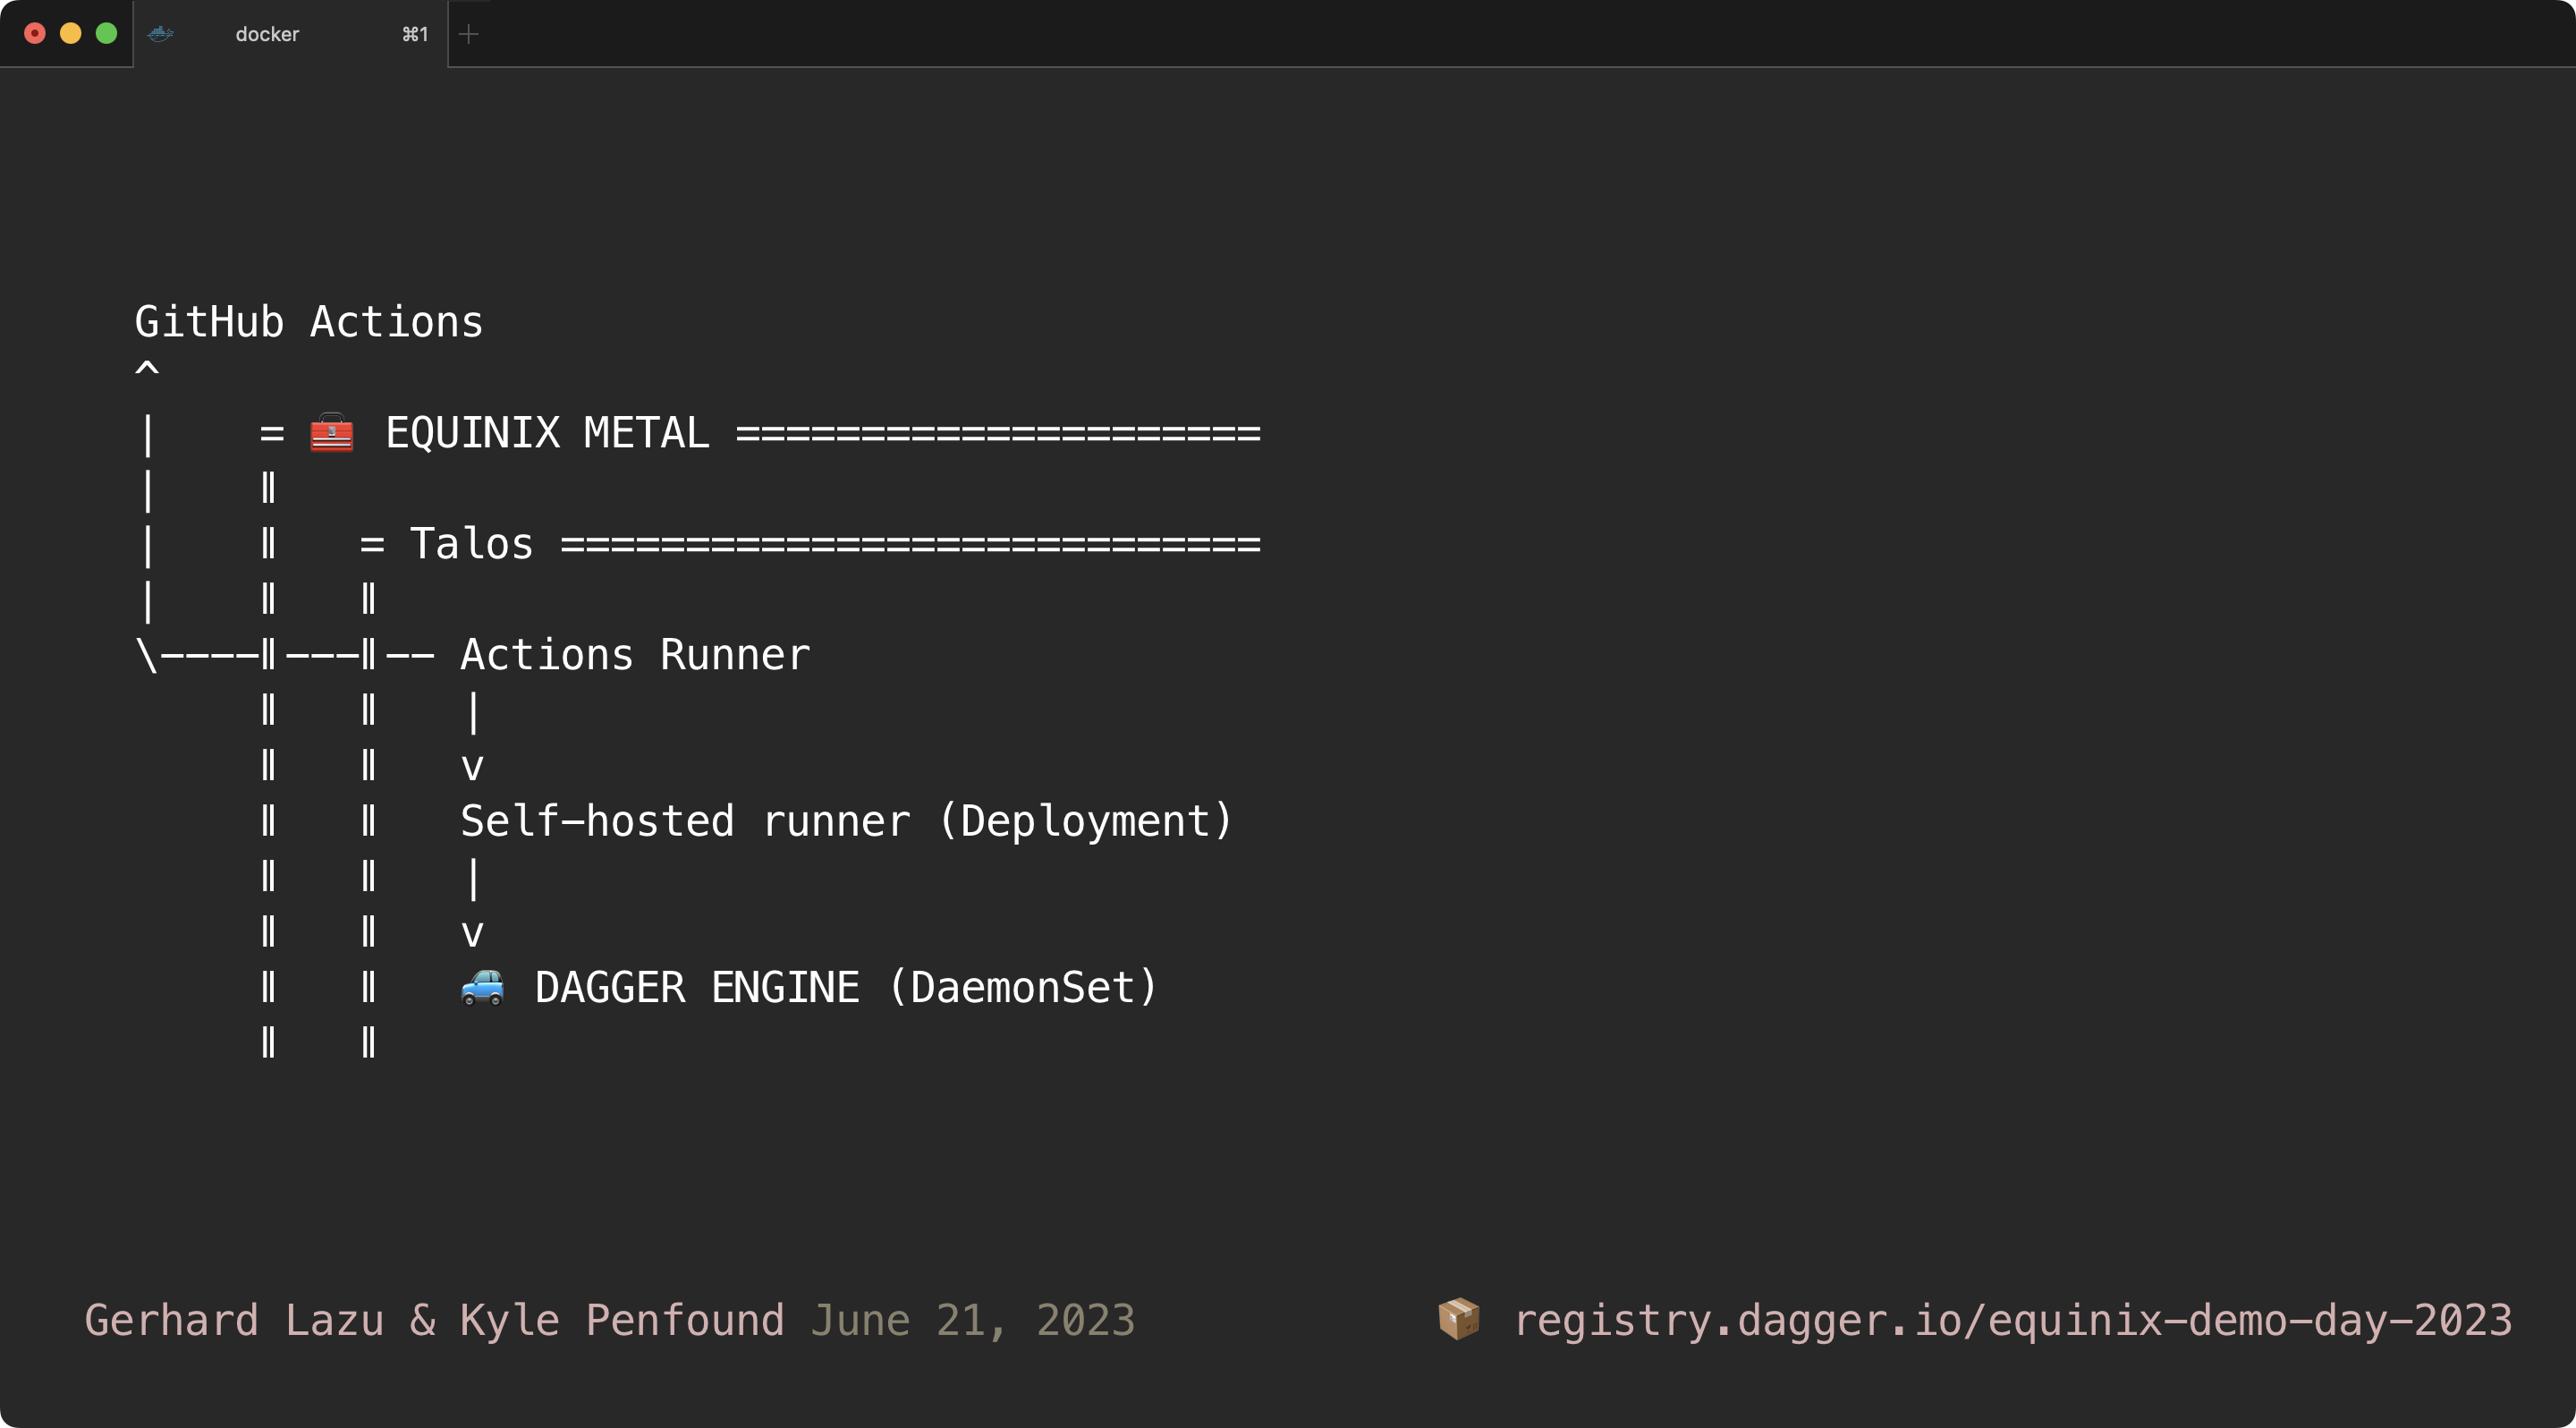 docker ⌘1 +
GitHub Actions
^
|    = 🧰 EQUINIX METAL =====================
|    ǁ
|    ǁ   = Talos ============================
|    ǁ   ǁ
\----ǁ---ǁ-- Actions Runner
     ǁ   ǁ   |
     ǁ   ǁ   v
     ǁ   ǁ   Self-hosted runner (Deployment)
     ǁ   ǁ   |
     ǁ   ǁ   v
     ǁ   ǁ   🚙 DAGGER ENGINE (DaemonSet)
     ǁ   ǁ
Gerhard Lazu & Kyle Penfound June 21, 2023 📦 registry.dagger.io/equinix-demo-day-2023